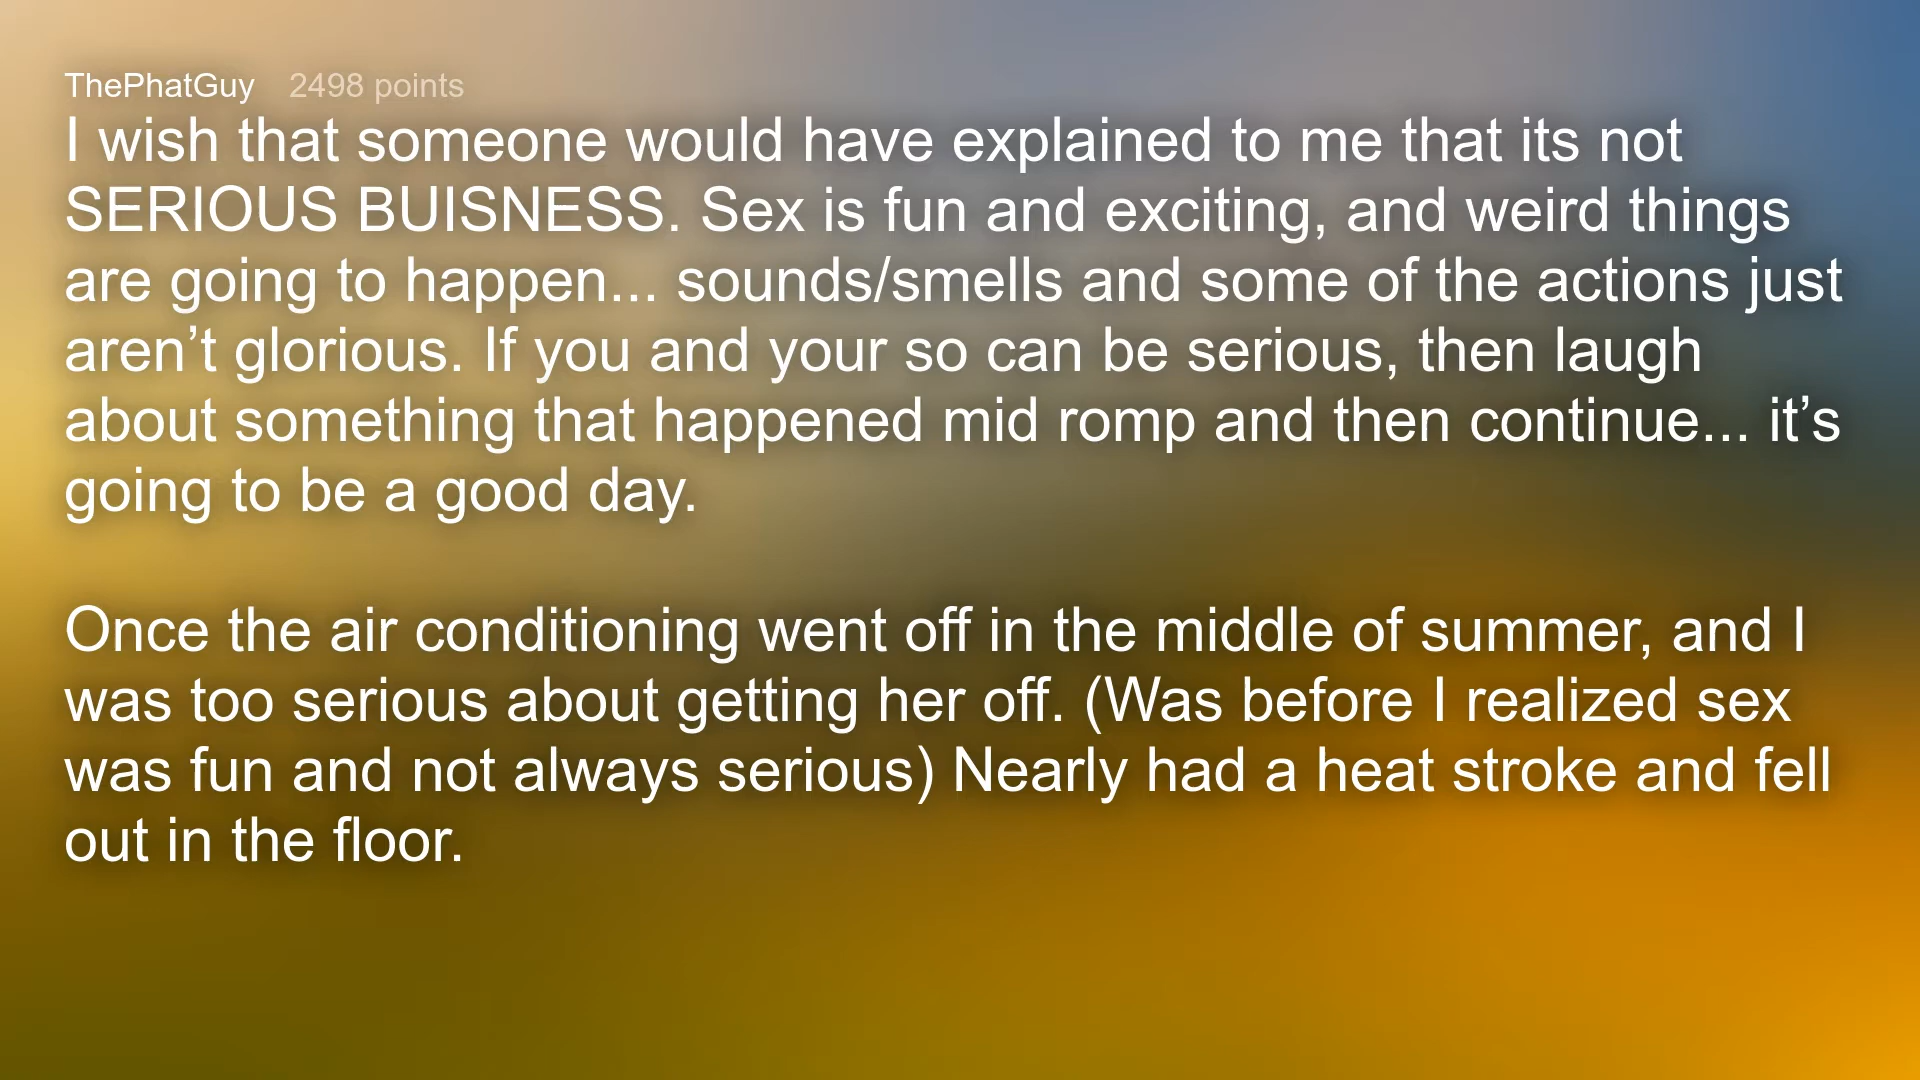 ThePhatGuy 2498 points
I wish that someone would have explained to me that its not
SERIOUS BUISNESS. Sex is fun and exciting, and weird things
are going to happen... sounds/smells and some of the actions just
aren’t glorious. If you and your so can be serious, then laugh
about something that happened mid romp and then continue... it’s
going to be a good day.
Once the air conditioning went off in the middle of summer, and I
was too serious about getting her off. (Was before I realized sex
was fun and not always serious) Nearly had a heat stroke and fell
out in the floor.